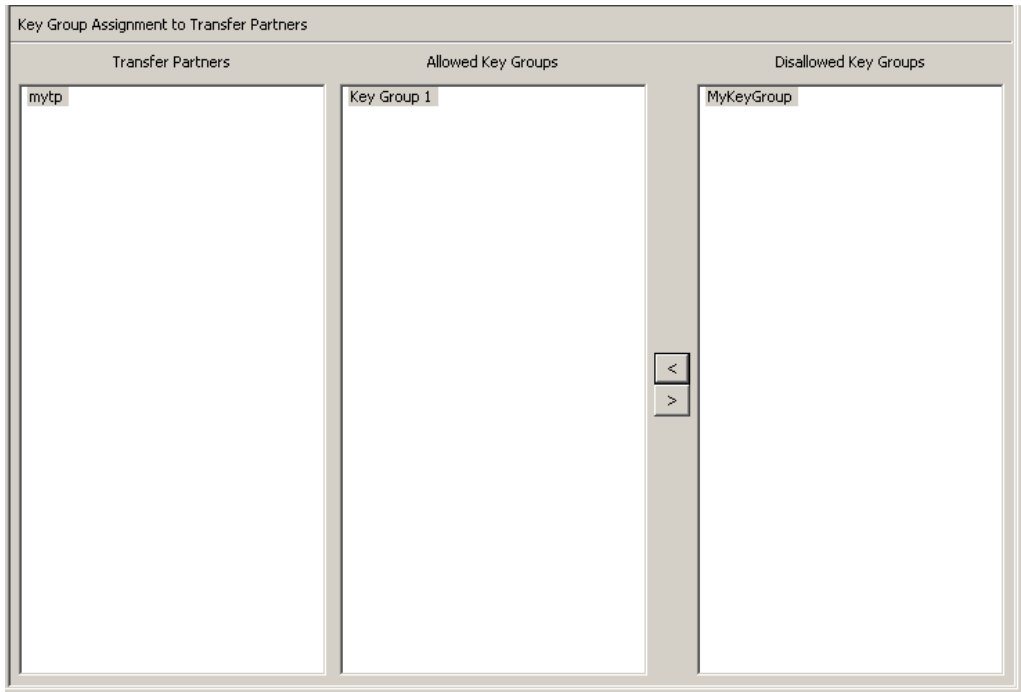 Key Group Assignment to Transfer Partners
Transfer Partners
Allowed Key Groups
Disallowed Key Groups
mytp
Key Group 1
MyKeyGroup
<
>